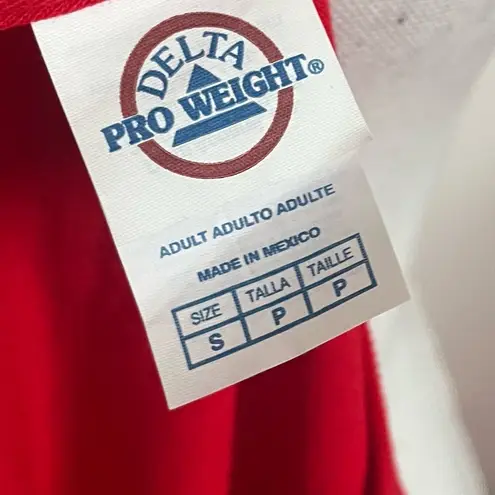 DELTA
PRO WEIGHT®
ADULT ADULTO ADULTE
MADE IN MEXICO
SIZE TALLA TAILLE
S P P